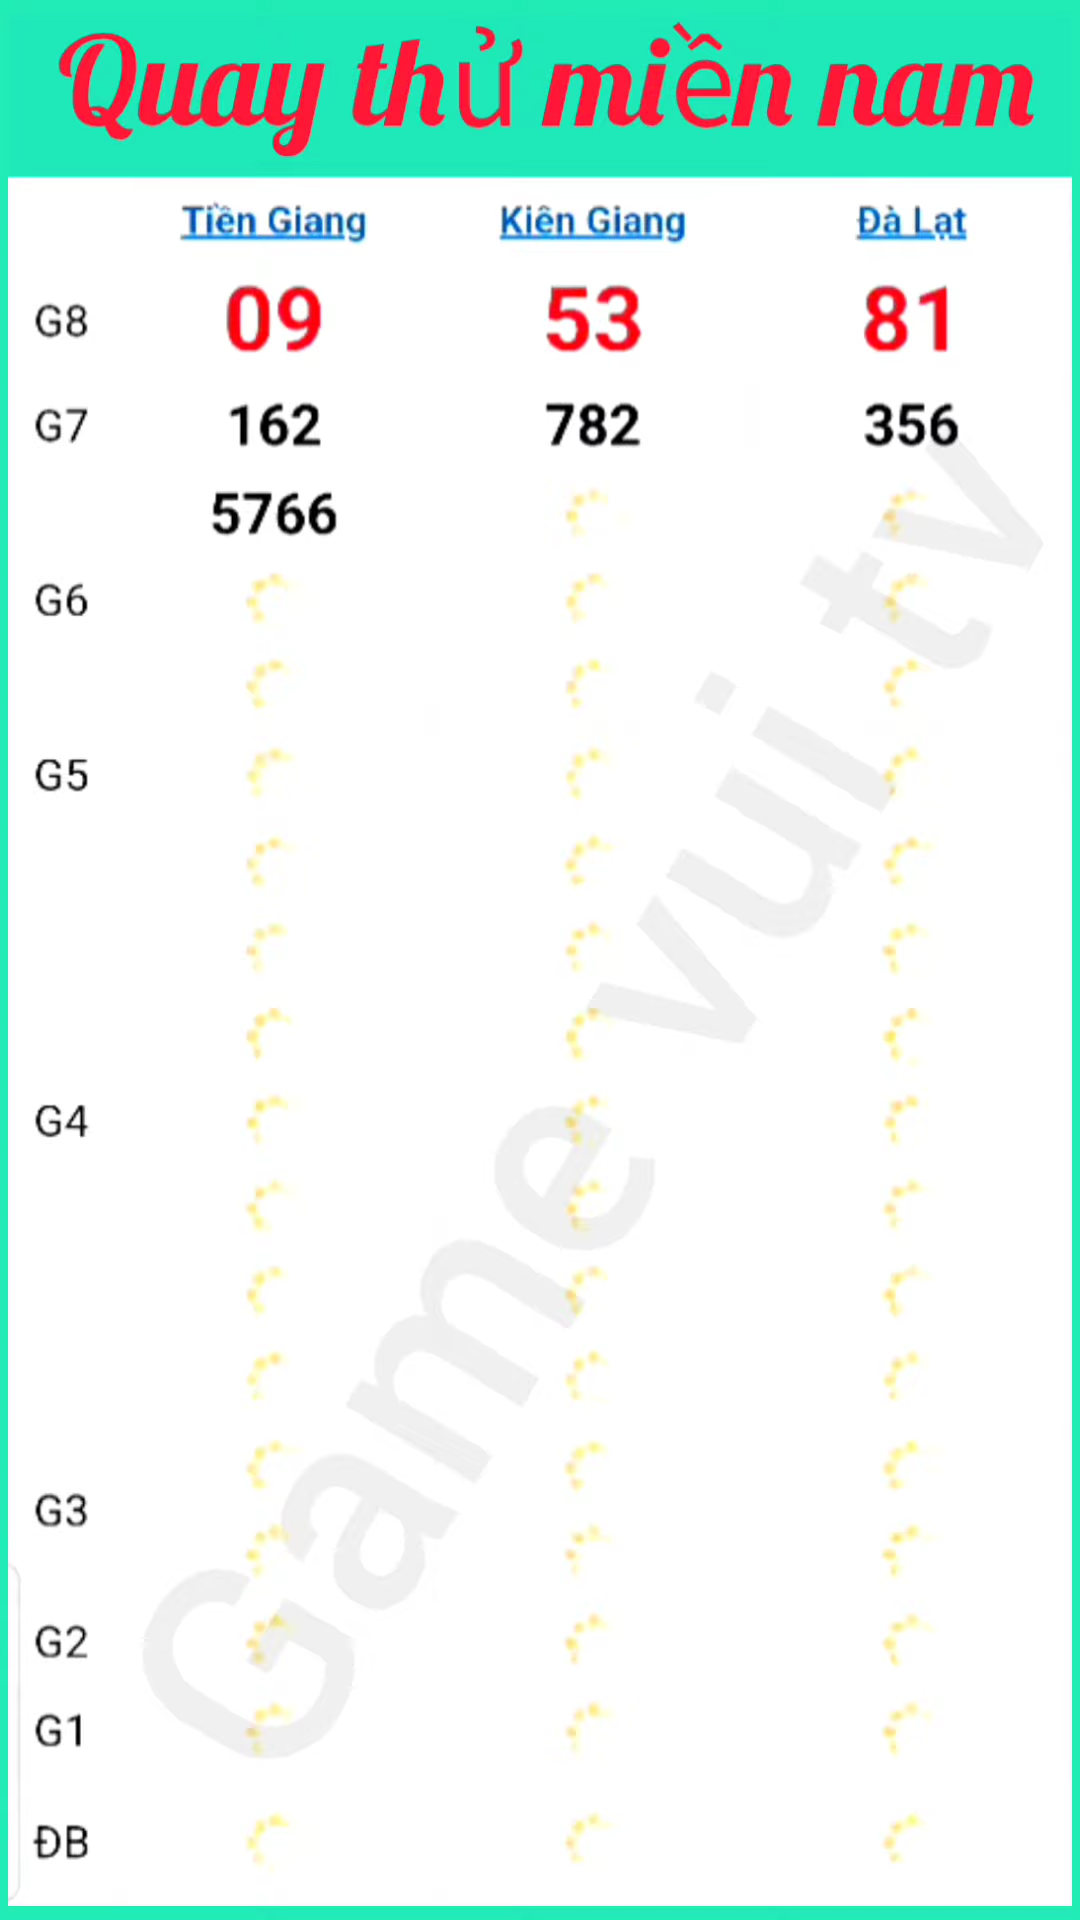 Quay thử miền nam
Tiền Giang Kiên Giang Đà Lạt
G8 09 53 81
G7 162 782 356
5766
G6
G5
G4
G3
G2
G1
ĐB
Game vui tv